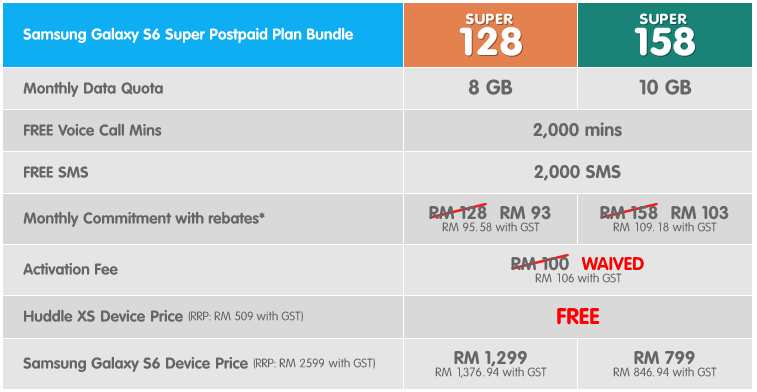 Samsung Galaxy S6 Super Postpaid Plan Bundle
SUPER
128
SUPER
158
Monthly Data Quota
8 GB
10 GB
FREE Voice Call Mins
2,000 mins
FREE SMS
2,000 SMS
Monthly Commitment with rebates*
RM 128 RM 93
RM 95.58 with GST
RM 158 RM 103
RM 109.18 with GST
Activation Fee
RM 100 WAIVED
RM 106 with GST
Huddle XS Device Price (RRP: RM 509 with GST)
FREE
Samsung Galaxy S6 Device Price (RRP: RM 2599 with GST)
RM 1,299
RM 1,376.94 with GST
RM 799
RM 846.94 with GST